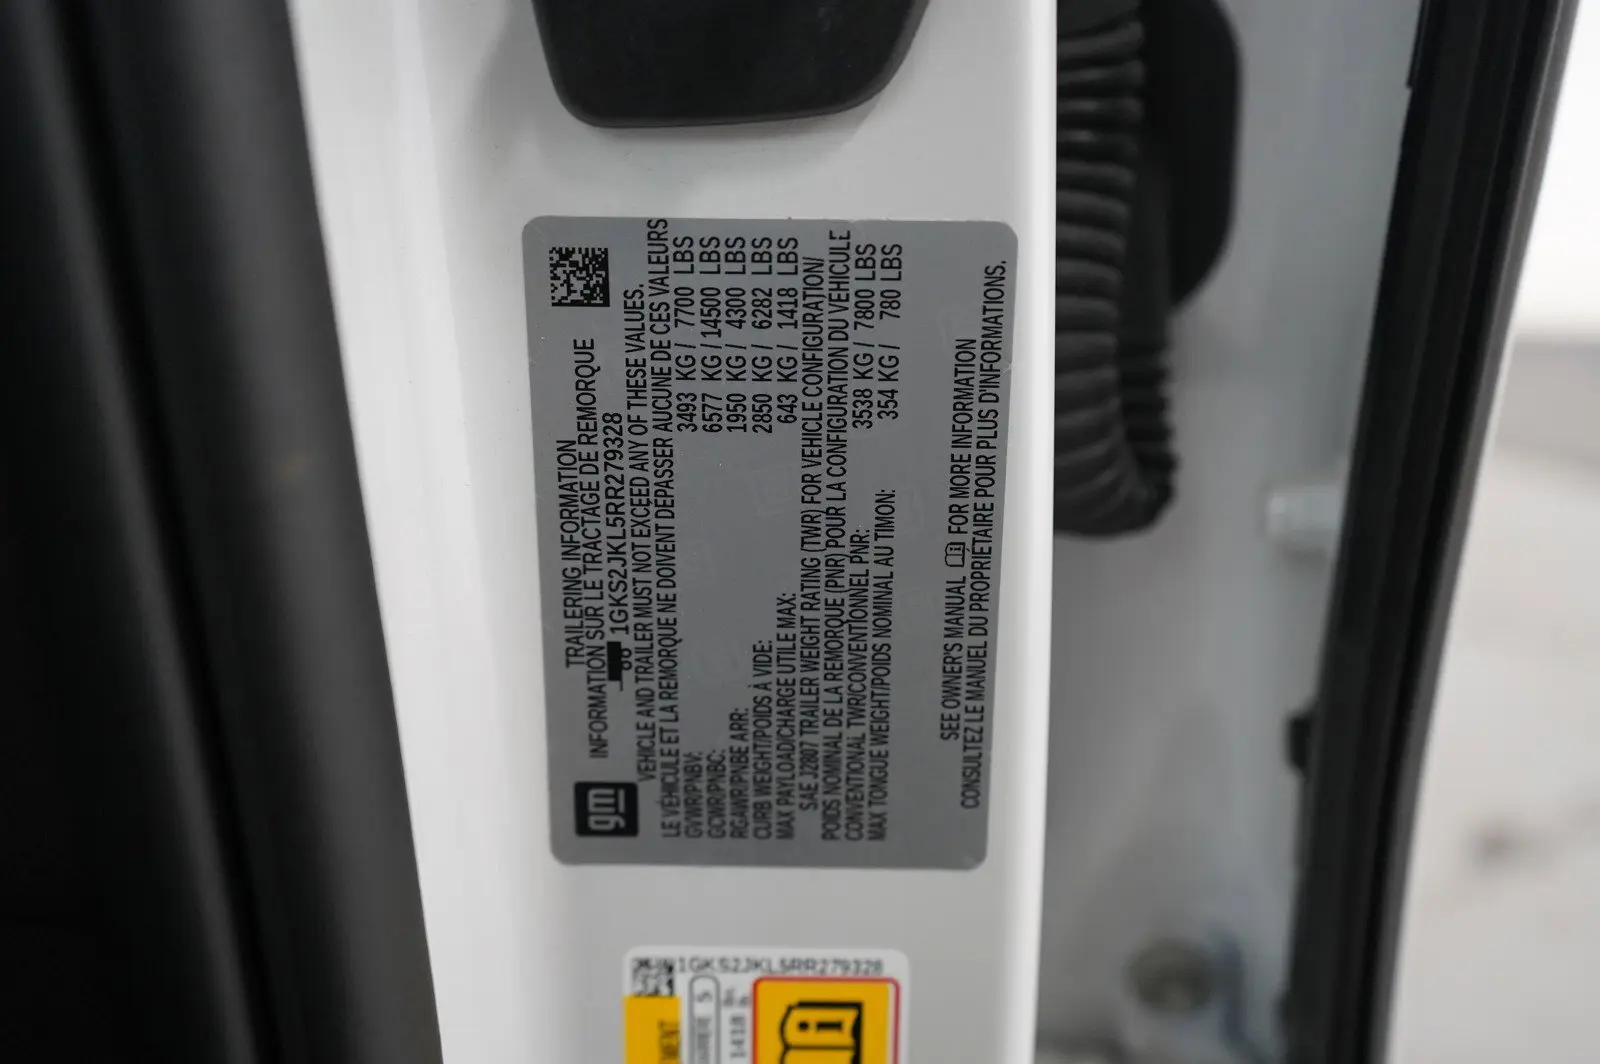 gm
TRAILERING INFORMATION
INFORMATION SUR LE TRACTAGE DE REMORQUE
1GKS2JKL5RR279328
VEHICLE AND TRAILER MUST NOT EXCEED ANY OF THESE VALUES.
LE VÉHICULE ET LA REMORQUE NE DOIVENT DÉPASSER AUCUNE DE CES VALEURS
GVWR/PNBV: 3493 KG / 7700 LBS
GCWR/PNBC: 6577 KG / 14500 LBS
RGAWR/PNBE ARR: 1950 KG / 4300 LBS
CURB WEIGHT/POIDS À VIDE: 2850 KG / 6282 LBS
MAX PAYLOAD/CHARGE UTILE MAX: 643 KG / 1418 LBS
SAE J2807 TRAILER WEIGHT RATING (TWR) FOR VEHICLE CONFIGURATION/
POIDS NOMINAL DE LA REMORQUE (PNR) POUR LA CONFIGURATION DU VÉHICULE
CONVENTIONAL TWR/CONVENTIONNEL PNR: 3538 KG / 7800 LBS
MAX TONGUE WEIGHT/POIDS NOMINAL AU TIMON: 354 KG / 780 LBS
SEE OWNER'S MANUAL FOR MORE INFORMATION
CONSULTEZ LE MANUEL DU PROPRIÉTAIRE POUR PLUS D'INFORMATIONS.
1GKS2JKL5RR279328
1418